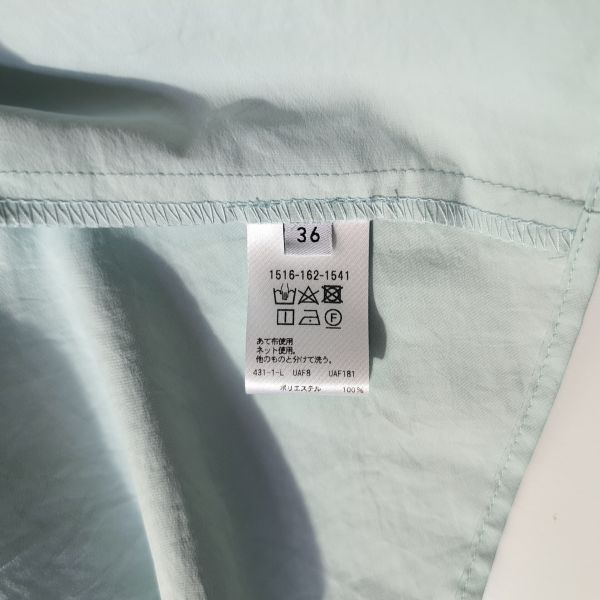 36
1516-162-1541
F
あて布使用
ネット使用。
他のものと分けて洗う。
431-1-L UAF8 UAF181
ポリエステル 100%